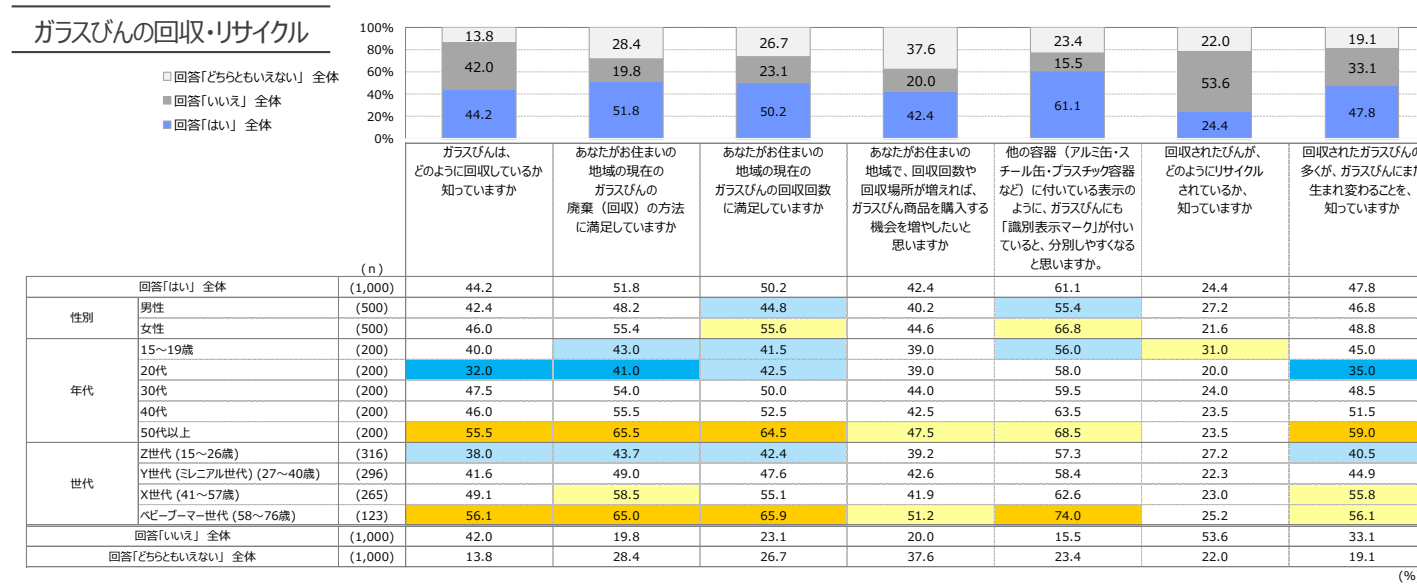 ガラスびんの回収・リサイクル
□回答「どちらともいえない」 全体
■回答「いいえ」 全体
■回答「はい」 全体
100%
80%
60%
40%
20%
0%
13.8 28.4 26.7 37.6 23.4 22.0 19.1
42.0 19.8 23.1 20.0 15.5 53.6 33.1
44.2 51.8 50.2 42.4 61.1 24.4 47.8
ガラスびんは、
どのように回収しているか
知っていますか
あなたがお住まいの
地域の現在の
ガラスびんの
廃棄（回収）の方法
に満足していますか
あなたがお住まいの
地域の現在の
ガラスびんの回収回数
に満足していますか
あなたがお住まいの
地域で、回収回数や
回収場所が増えれば、
ガラスびん商品を購入する
機会を増やしたいと
思いますか
他の容器（アルミ缶・ス
チール缶・プラスチック容器
など）に付いている表示の
ように、ガラスびんにも
「識別表示マーク」が付い
ていると、分別しやすくなる
と思いますか。
回収されたびんが、
どのようにリサイクル
されているか、
知っていますか
回収されたガラスびんの
多くが、ガラスびんにまた
生まれ変わることを、
知っていますか
（n）
回答「はい」 全体 (1,000) 44.2 51.8 50.2 42.4 61.1 24.4 47.8
性別
男性 (500) 42.4 48.2 44.8 40.2 55.4 27.2 46.8
女性 (500) 46.0 55.4 55.6 44.6 66.8 21.6 48.8
年代
15～19歳 (200) 40.0 43.0 41.5 39.0 56.0 31.0 45.0
20代 (200) 32.0 41.0 42.5 39.0 58.0 20.0 35.0
30代 (200) 47.5 54.0 50.0 44.0 59.5 24.0 48.5
40代 (200) 46.0 55.5 52.5 42.5 63.5 23.5 51.5
50代以上 (200) 55.5 65.5 64.5 47.5 68.5 23.5 59.0
世代
Z世代 (15～26歳) (316) 38.0 43.7 42.4 39.2 57.3 27.2 40.5
Y世代 (ミレニアル世代) (27～40歳) (296) 41.6 49.0 47.6 42.6 58.4 22.3 44.9
X世代 (41～57歳) (265) 49.1 58.5 55.1 41.9 62.6 23.0 55.8
ベビーブーマー世代 (58～76歳) (123) 56.1 65.0 65.9 51.2 74.0 25.2 56.1
回答「いいえ」 全体 (1,000) 42.0 19.8 23.1 20.0 15.5 53.6 33.1
回答「どちらともいえない」 全体 (1,000) 13.8 28.4 26.7 37.6 23.4 22.0 19.1
(%